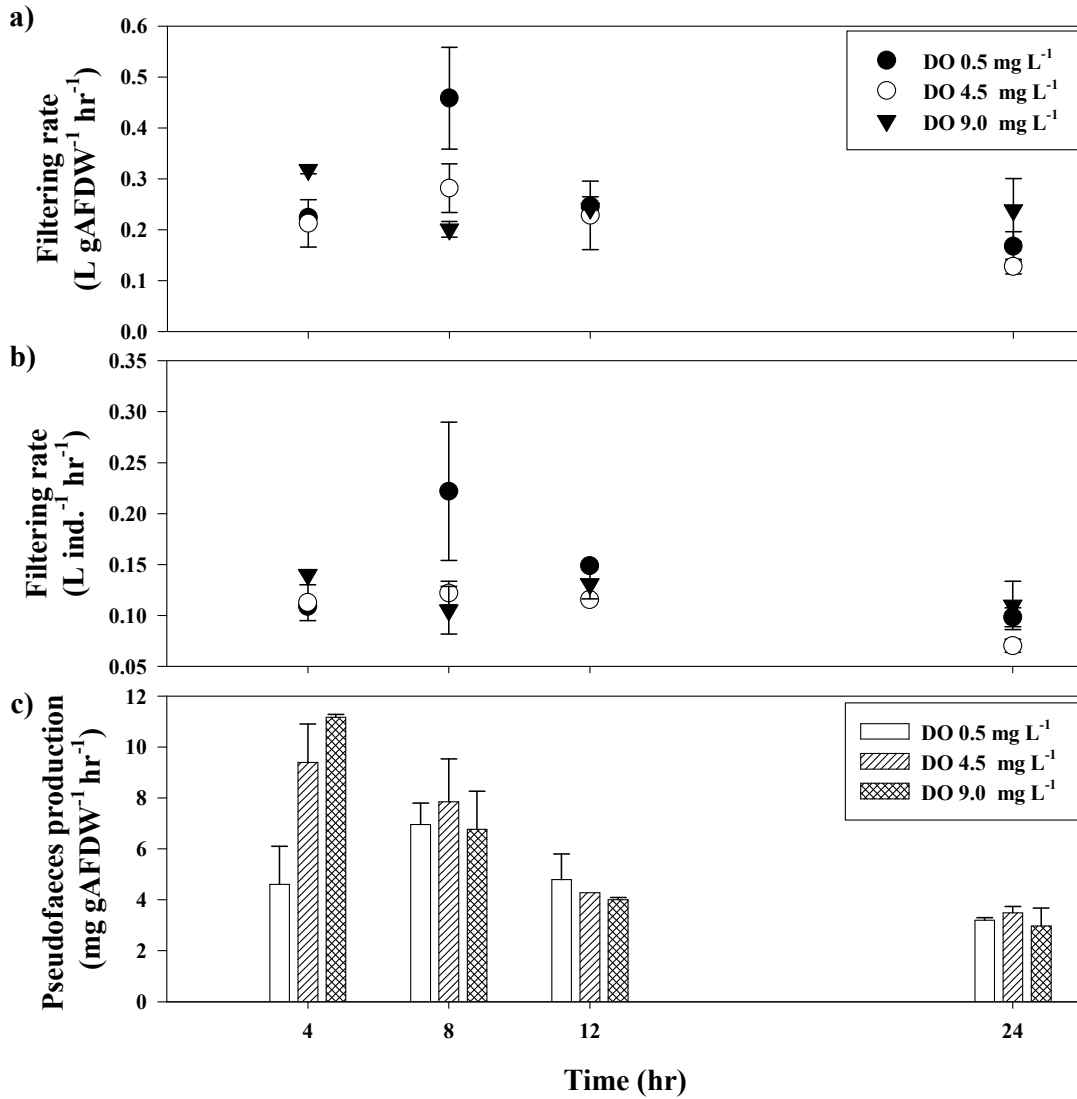 a)
Filtering rate
(L gAFDW⁻¹ hr⁻¹)
0.6
0.5
0.4
0.3
0.2
0.1
0.0
DO 0.5 mg L⁻¹
DO 4.5 mg L⁻¹
DO 9.0 mg L⁻¹
b)
Filtering rate
(L ind.⁻¹ hr⁻¹)
0.35
0.30
0.25
0.20
0.15
0.10
0.05
c)
Pseudofaeces production
(mg gAFDW⁻¹ hr⁻¹)
12
10
8
6
4
2
0
DO 0.5 mg L⁻¹
DO 4.5 mg L⁻¹
DO 9.0 mg L⁻¹
4 8 12 24
Time (hr)